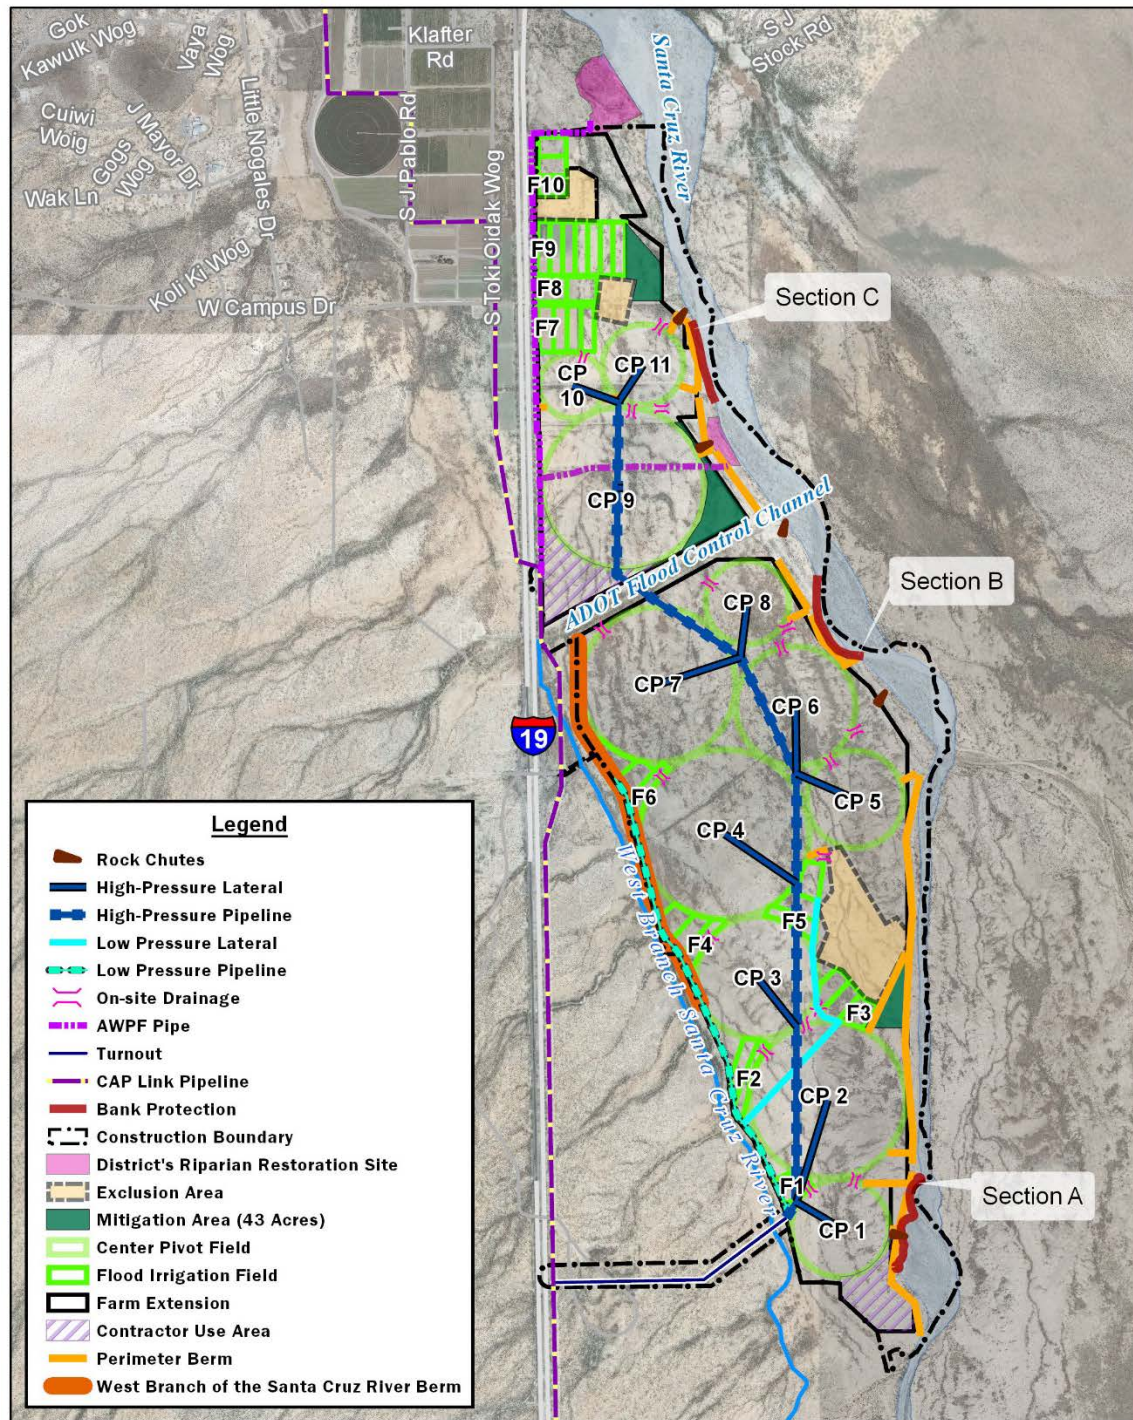 Gok
Kawulk Wog
Vaya
Wog
Klafter
Rd
S J
Stock Rd
Santa Cruz River
Cuiwi
Woig
Gogs
Wog
J Mayor Dr
Little Nogales Dr
Wak Ln
S J Pablo Rd
S Toki Oidak Wog
Koli Ki Wog
W Campus Dr
F10
F9
F8
F7
Section C
CP 11
CP
10
CP 9
ADOT Flood Control Channel
Section B
CP 8
CP 7
CP 6
19
CP 5
F6
CP 4
F5
F4
CP 3
F3
West Branch Santa Cruz River
F2
CP 2
F1
CP 1
Section A
Legend
Rock Chutes
High-Pressure Lateral
High-Pressure Pipeline
Low Pressure Lateral
Low Pressure Pipeline
On-site Drainage
AWPF Pipe
Turnout
CAP Link Pipeline
Bank Protection
Construction Boundary
District's Riparian Restoration Site
Exclusion Area
Mitigation Area (43 Acres)
Center Pivot Field
Flood Irrigation Field
Farm Extension
Contractor Use Area
Perimeter Berm
West Branch of the Santa Cruz River Berm